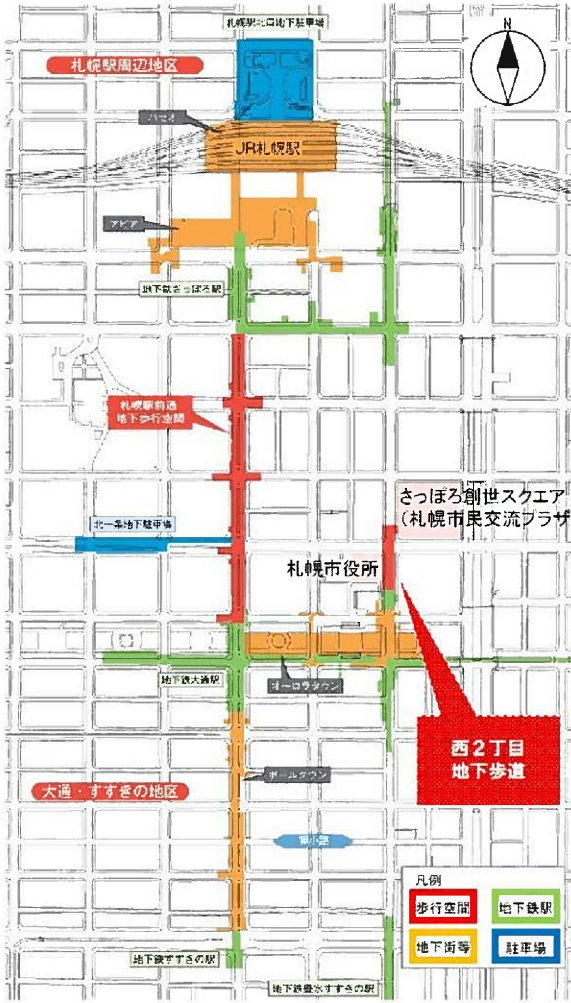 札幌駅北口地下駐車場
N
札幌駅周辺地区
パセオ
JR札幌駅
アピア
地下鉄さっぽろ駅
札幌駅前通
地下歩行空間
さっぽろ創世スクエア
(札幌市民交流プラザ
北一条地下駐車場
札幌市役所
地下鉄大通駅
オーロラタウン
西2丁目
地下歩道
ポールタウン
大通・すすきの地区
狸小路
凡例
歩行空間
地下鉄駅
地下街等
駐車場
地下鉄すすきの駅
地下鉄豊水すすきの駅